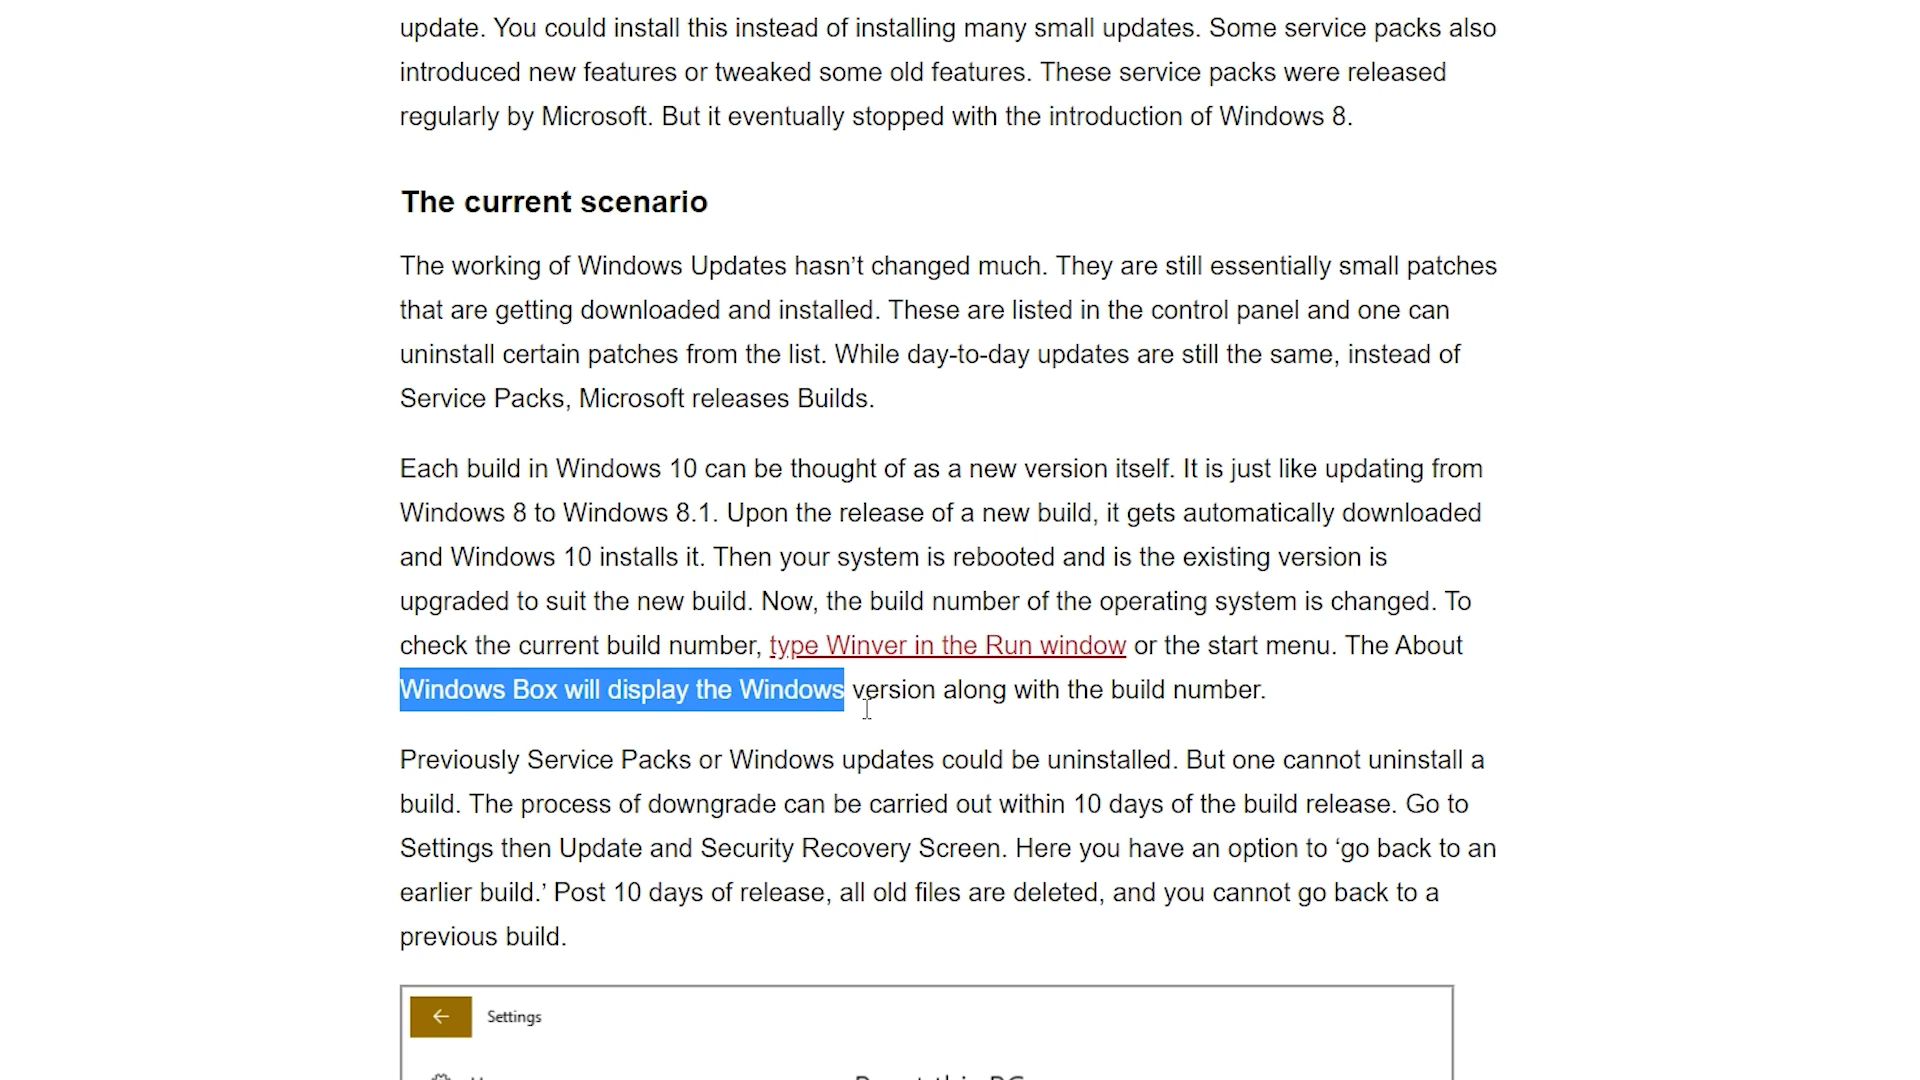 update. You could install this instead of installing many small updates. Some service packs also
introduced new features or tweaked some old features. These service packs were released
regularly by Microsoft. But it eventually stopped with the introduction of Windows 8.
The current scenario
The working of Windows Updates hasn’t changed much. They are still essentially small patches
that are getting downloaded and installed. These are listed in the control panel and one can
uninstall certain patches from the list. While day-to-day updates are still the same, instead of
Service Packs, Microsoft releases Builds.
Each build in Windows 10 can be thought of as a new version itself. It is just like updating from
Windows 8 to Windows 8.1. Upon the release of a new build, it gets automatically downloaded
and Windows 10 installs it. Then your system is rebooted and is the existing version is
upgraded to suit the new build. Now, the build number of the operating system is changed. To
check the current build number, type Winver in the Run window or the start menu. The About
Windows Box will display the Windows version along with the build number.
Previously Service Packs or Windows updates could be uninstalled. But one cannot uninstall a
build. The process of downgrade can be carried out within 10 days of the build release. Go to
Settings then Update and Security Recovery Screen. Here you have an option to ‘go back to an
earlier build.’ Post 10 days of release, all old files are deleted, and you cannot go back to a
previous build.
Settings